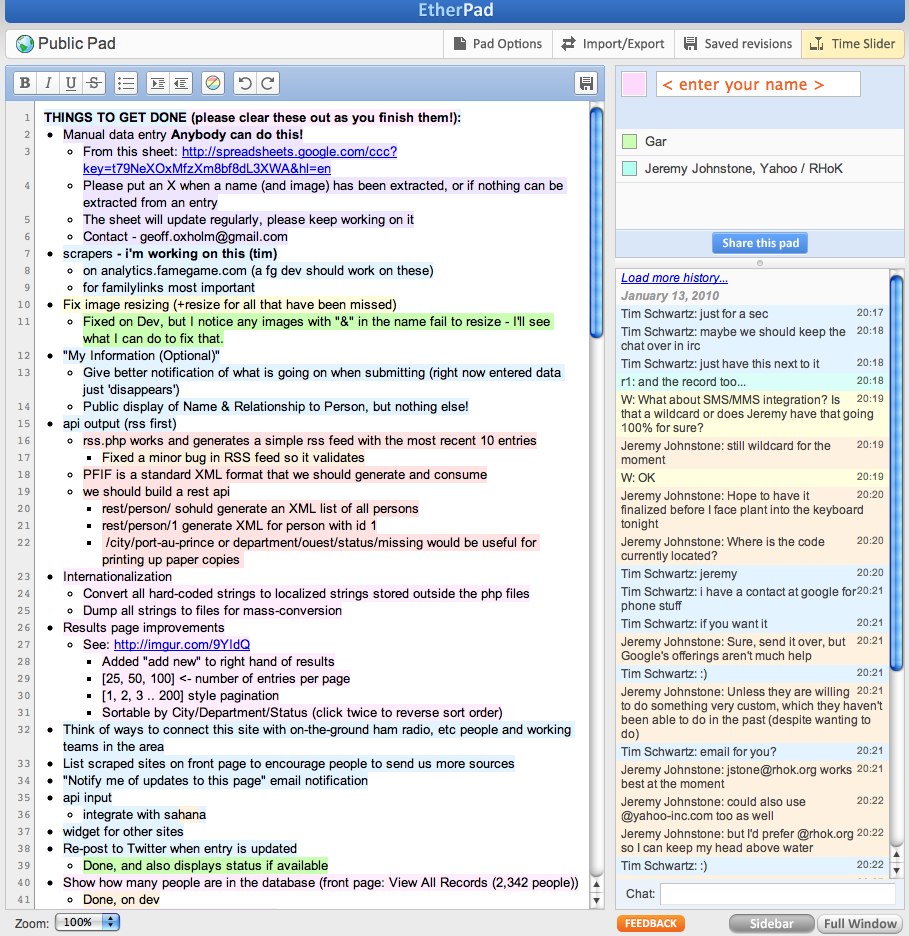 EtherPad
Public Pad
Pad Options
Import/Export
Saved revisions
Time Slider
B I U S
< enter your name >
Gar
Jeremy Johnstone, Yahoo / RHoK
Share this pad
1 THINGS TO GET DONE (please clear these out as you finish them!):
2 Manual data entry Anybody can do this!
3 From this sheet: http://spreadsheets.google.com/ccc?
key=t79NeXOxMfzXm8bf8dL3XWA&hl=en
4 Please put an X when a name (and image) has been extracted, or if nothing can be
extracted from an entry
5 The sheet will update regularly, please keep working on it
6 Contact - geoff.oxholm@gmail.com
7 scrapers - i'm working on this (tim)
8 on analytics.famegame.com (a fg dev should work on these)
9 for familylinks most important
10 Fix image resizing (+resize for all that have been missed)
11 Fixed on Dev, but I notice any images with "&" in the name fail to resize - I'll see
what I can do to fix that.
12 "My Information (Optional)"
13 Give better notification of what is going on when submitting (right now entered data
just 'disappears')
14 Public display of Name & Relationship to Person, but nothing else!
15 api output (rss first)
16 rss.php works and generates a simple rss feed with the most recent 10 entries
17 Fixed a minor bug in RSS feed so it validates
18 PFIF is a standard XML format that we should generate and consume
19 we should build a rest api
20 rest/person/ sohuld generate an XML list of all persons
21 rest/person/1 generate XML for person with id 1
22 /city/port-au-prince or department/ouest/status/missing would be useful for
printing up paper copies
23 Internationalization
24 Convert all hard-coded strings to localized strings stored outside the php files
25 Dump all strings to files for mass-conversion
26 Results page improvements
27 See: http://imgur.com/9YIdQ
28 Added "add new" to right hand of results
29 [25, 50, 100] <- number of entries per page
30 [1, 2, 3 .. 200] style pagination
31 Sortable by City/Department/Status (click twice to reverse sort order)
32 Think of ways to connect this site with on-the-ground ham radio, etc people and working
teams in the area
33 List scraped sites on front page to encourage people to send us more sources
34 "Notify me of updates to this page" email notification
35 api input
36 integrate with sahana
37 widget for other sites
38 Re-post to Twitter when entry is updated
39 Done, and also displays status if available
40 Show how many people are in the database (front page: View All Records (2,342 people))
41 Done, on dev
Load more history...
January 13, 2010
Tim Schwartz: just for a sec 20:17
Tim Schwartz: maybe we should keep the 20:18
chat over in irc
Tim Schwartz: just have this next to it 20:18
r1: and the record too... 20:18
W: What about SMS/MMS integration? Is 20:19
that a wildcard or does Jeremy have that going
100% for sure?
Jeremy Johnstone: still wildcard for the 20:19
moment
W: OK 20:19
Jeremy Johnstone: Hope to have it 20:20
finalized before I face plant into the keyboard
tonight
Jeremy Johnstone: Where is the code 20:20
currently located?
Tim Schwartz: jeremy 20:20
Tim Schwartz: i have a contact at google for 20:21
phone stuff
Tim Schwartz: if you want it 20:21
Jeremy Johnstone: Sure, send it over, but 20:21
Google's offerings aren't much help
Tim Schwartz: :) 20:21
Jeremy Johnstone: Unless they are willing 20:21
to do something very custom, which they haven't
been able to do in the past (despite wanting to
do)
Tim Schwartz: email for you? 20:21
Jeremy Johnstone: jstone@rhok.org works 20:21
best at the moment
Jeremy Johnstone: could also use 20:22
@yahoo-inc.com too as well
Jeremy Johnstone: but I'd prefer @rhok.org 20:22
so I can keep my head above water
Tim Schwartz: :) 20:22
Chat:
Zoom: 100%
FEEDBACK
Sidebar
Full Window